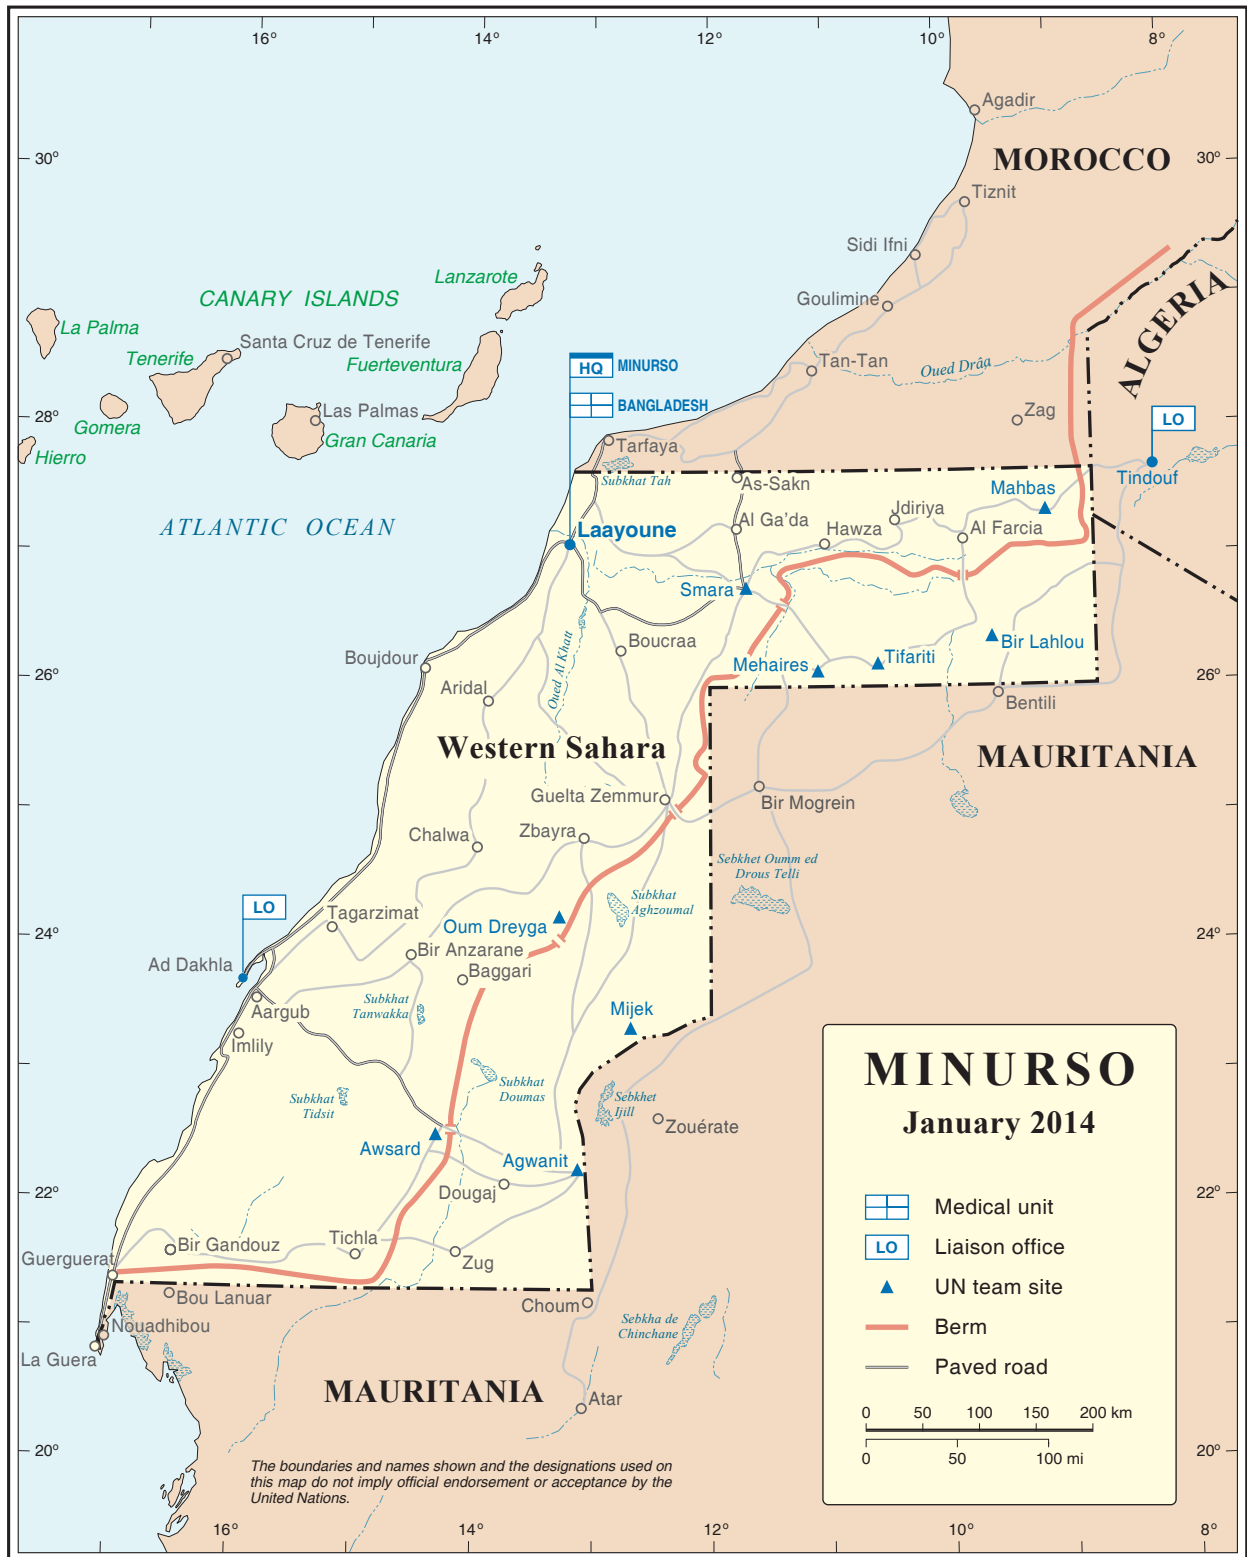 16°
14°
12°
10°
8°
Agadir
30°
MOROCCO
30°
Tiznit
Sidi Ifni
Lanzarote
CANARY ISLANDS
Goulimine
ALGERIA
La Palma
Santa Cruz de Tenerife
Tenerife
Fuerteventura
HQ MINURSO
Tan-Tan
Oued Drâa
BANGLADESH
28°
Gomera
Las Palmas
Zag
LO
Gran Canaria
Tarfaya
Hierro
Subkhat Tah
As-Sakn
Mahbas
Tindouf
ATLANTIC OCEAN
Laayoune
Al Ga'da
Jdiriya
Hawza
Al Farcia
Smara
Oued Al Khatt
Boucraa
Bir Lahlou
Boujdour
Mehaires
Tifariti
26°
26°
Aridal
Bentili
Western Sahara
MAURITANIA
Guelta Zemmur
Bir Mogrein
Chalwa
Zbayra
Sebkhet Oumm ed
Drous Telli
Subkhat
Aghzoumal
LO
Tagarzimat
Oum Dreyga
24°
24°
Bir Anzarane
Ad Dakhla
Baggari
Subkhat
Tanwakka
Aargub
Mijek
Imlily
Subkhat
Tidsit
Subkhat
Doumas
Sebkhet
Ijill
Zouérate
Awsard
Agwanit
22°
22°
Dougaj
Tichla
Bir Gandouz
Guerguerat
Zug
Bou Lanuar
Choum
Nouadhibou
Sebkha de
Chinchane
La Guera
MAURITANIA
Atar
20°
20°
MINURSO
January 2014
Medical unit
LO Liaison office
UN team site
Berm
Paved road
0 50 100 150 200 km
0 50 100 mi
The boundaries and names shown and the designations used on
this map do not imply official endorsement or acceptance by the
United Nations.
16°
14°
12°
10°
8°